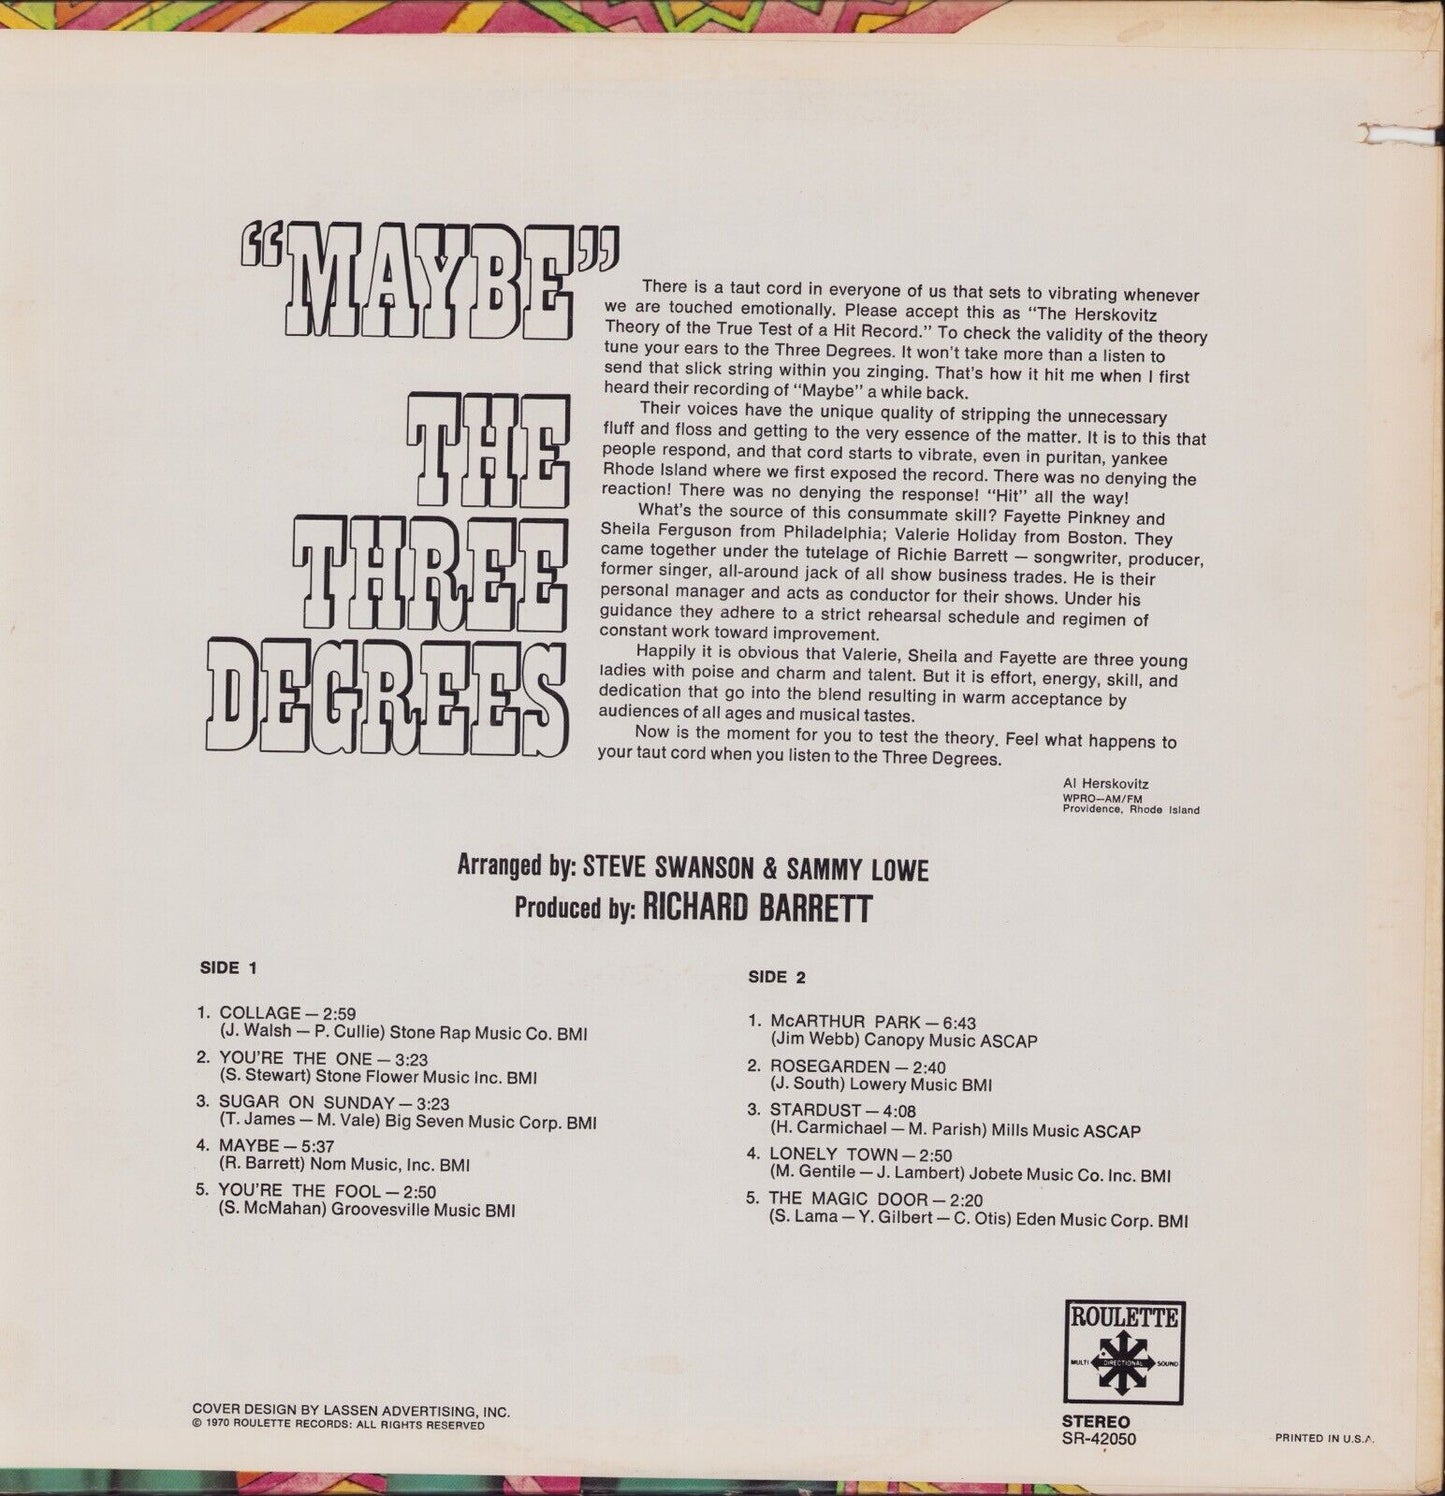 "MAYBE"
THE
THREE
DEGREES
There is a taut cord in everyone of us that sets to vibrating whenever
we are touched emotionally. Please accept this as "The Herskovitz
Theory of the True Test of a Hit Record." To check the validity of the theory
tune your ears to the Three Degrees. It won't take more than a listen to
send that slick string within you zinging. That's how it hit me when I first
heard their recording of "Maybe" a while back.
Their voices have the unique quality of stripping the unnecessary
fluff and floss and getting to the very essence of the matter. It is to this that
people respond, and that cord starts to vibrate, even in puritan, yankee
Rhode Island where we first exposed the record. There was no denying the
reaction! There was no denying the response! "Hit" all the way!
What's the source of this consummate skill? Fayette Pinkney and
Sheila Ferguson from Philadelphia; Valerie Holiday from Boston. They
came together under the tutelage of Richie Barrett — songwriter, producer,
former singer, all-around jack of all show business trades. He is their
personal manager and acts as conductor for their shows. Under his
guidance they adhere to a strict rehearsal schedule and regimen of
constant work toward improvement.
Happily it is obvious that Valerie, Sheila and Fayette are three young
ladies with poise and charm and talent. But it is effort, energy, skill, and
dedication that go into the blend resulting in warm acceptance by
audiences of all ages and musical tastes.
Now is the moment for you to test the theory. Feel what happens to
your taut cord when you listen to the Three Degrees.
Al Herskovitz
WPRO—AM/FM
Providence, Rhode Island
Arranged by: STEVE SWANSON & SAMMY LOWE
Produced by: RICHARD BARRETT
SIDE 1
1. COLLAGE — 2:59
(J. Walsh — P. Cullie) Stone Rap Music Co. BMI
2. YOU'RE THE ONE — 3:23
(S. Stewart) Stone Flower Music Inc. BMI
3. SUGAR ON SUNDAY — 3:23
(T. James — M. Vale) Big Seven Music Corp. BMI
4. MAYBE — 5:37
(R. Barrett) Nom Music, Inc. BMI
5. YOU'RE THE FOOL — 2:50
(S. McMahan) Groovesville Music BMI
SIDE 2
1. McARTHUR PARK — 6:43
(Jim Webb) Canopy Music ASCAP
2. ROSEGARDEN — 2:40
(J. South) Lowery Music BMI
3. STARDUST — 4:08
(H. Carmichael — M. Parish) Mills Music ASCAP
4. LONELY TOWN — 2:50
(M. Gentile — J. Lambert) Jobete Music Co. Inc. BMI
5. THE MAGIC DOOR — 2:20
(S. Lama — Y. Gilbert — C. Otis) Eden Music Corp. BMI
ROULETTE
MULTI DIRECTIONAL SOUND
STEREO
SR-42050
COVER DESIGN BY LASSEN ADVERTISING, INC.
© 1970 ROULETTE RECORDS: ALL RIGHTS RESERVED
PRINTED IN U.S.A.